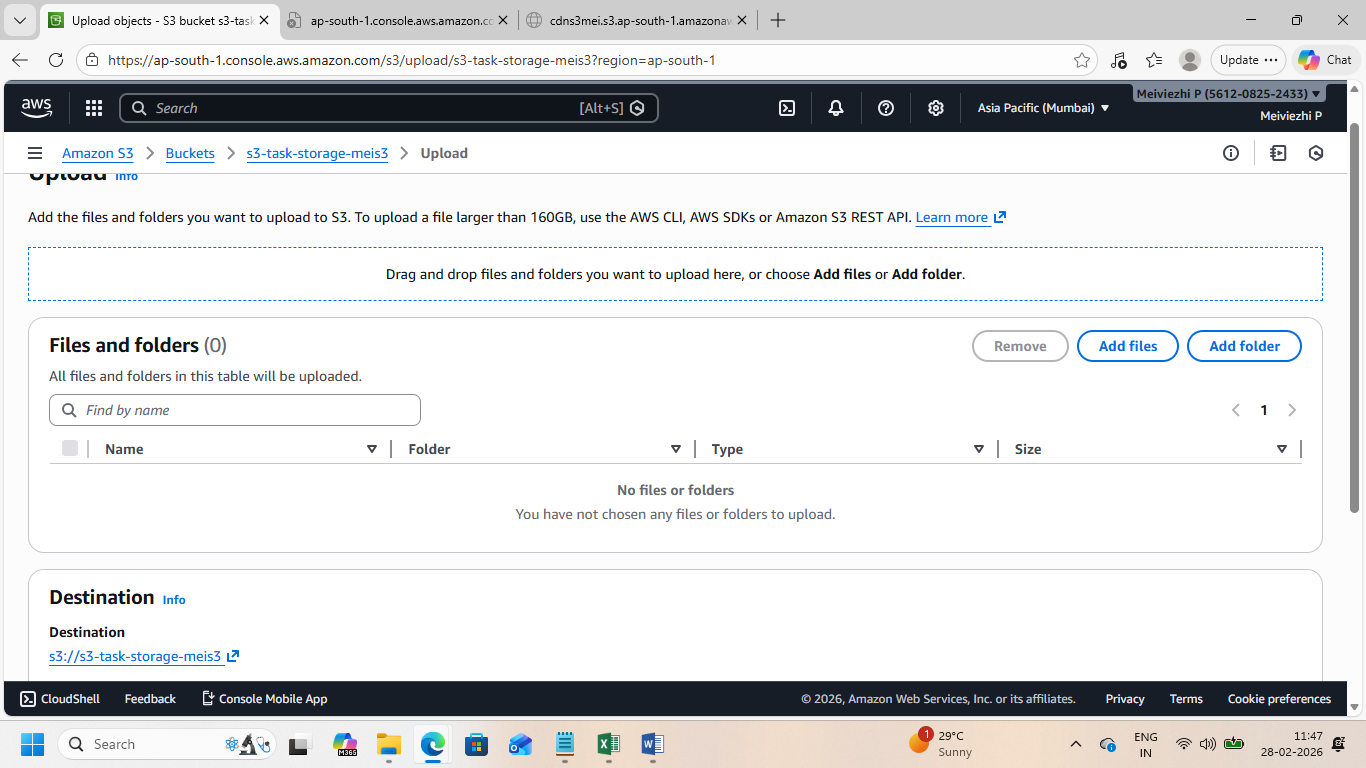 Upload objects - S3 bucket s3-task
ap-south-1.console.aws.amazon.co
cdns3mei.s3.ap-south-1.amazonaw
https://ap-south-1.console.aws.amazon.com/s3/upload/s3-task-storage-meis3?region=ap-south-1
Update
Chat
aws
Search
[Alt+S]
Asia Pacific (Mumbai)
Meiviezhi P (5612-0825-2433)
Meiviezhi P
Amazon S3
Buckets
s3-task-storage-meis3
Upload
Upload Info
Add the files and folders you want to upload to S3. To upload a file larger than 160GB, use the AWS CLI, AWS SDKs or Amazon S3 REST API. Learn more
Drag and drop files and folders you want to upload here, or choose Add files or Add folder.
Files and folders (0)
Remove
Add files
Add folder
All files and folders in this table will be uploaded.
Find by name
1
Name
Folder
Type
Size
No files or folders
You have not chosen any files or folders to upload.
Destination Info
Destination
s3://s3-task-storage-meis3
CloudShell
Feedback
Console Mobile App
© 2026, Amazon Web Services, Inc. or its affiliates.
Privacy
Terms
Cookie preferences
Search
M365
1
29°C
Sunny
ENG
IN
11:47
28-02-2026